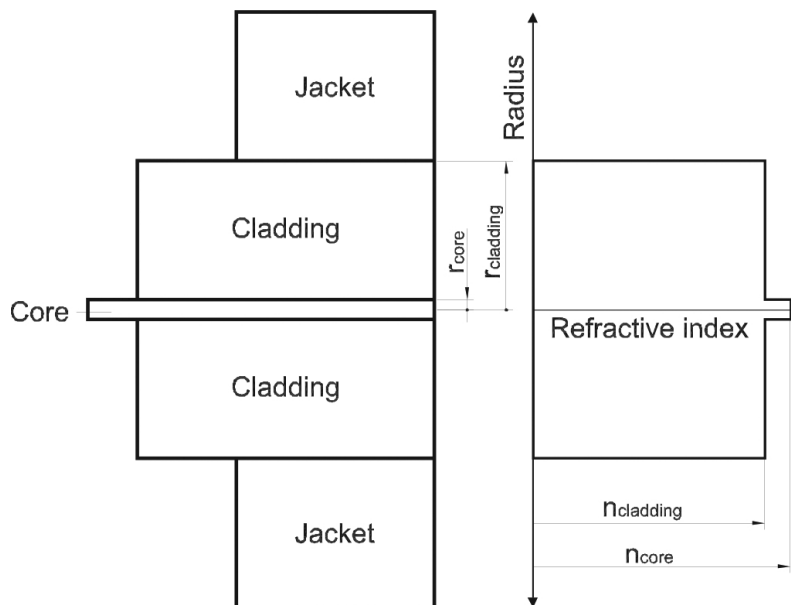 Jacket
Radius
Cladding
rcore
rcladding
Core
Refractive index
Cladding
ncladding
Jacket
ncore